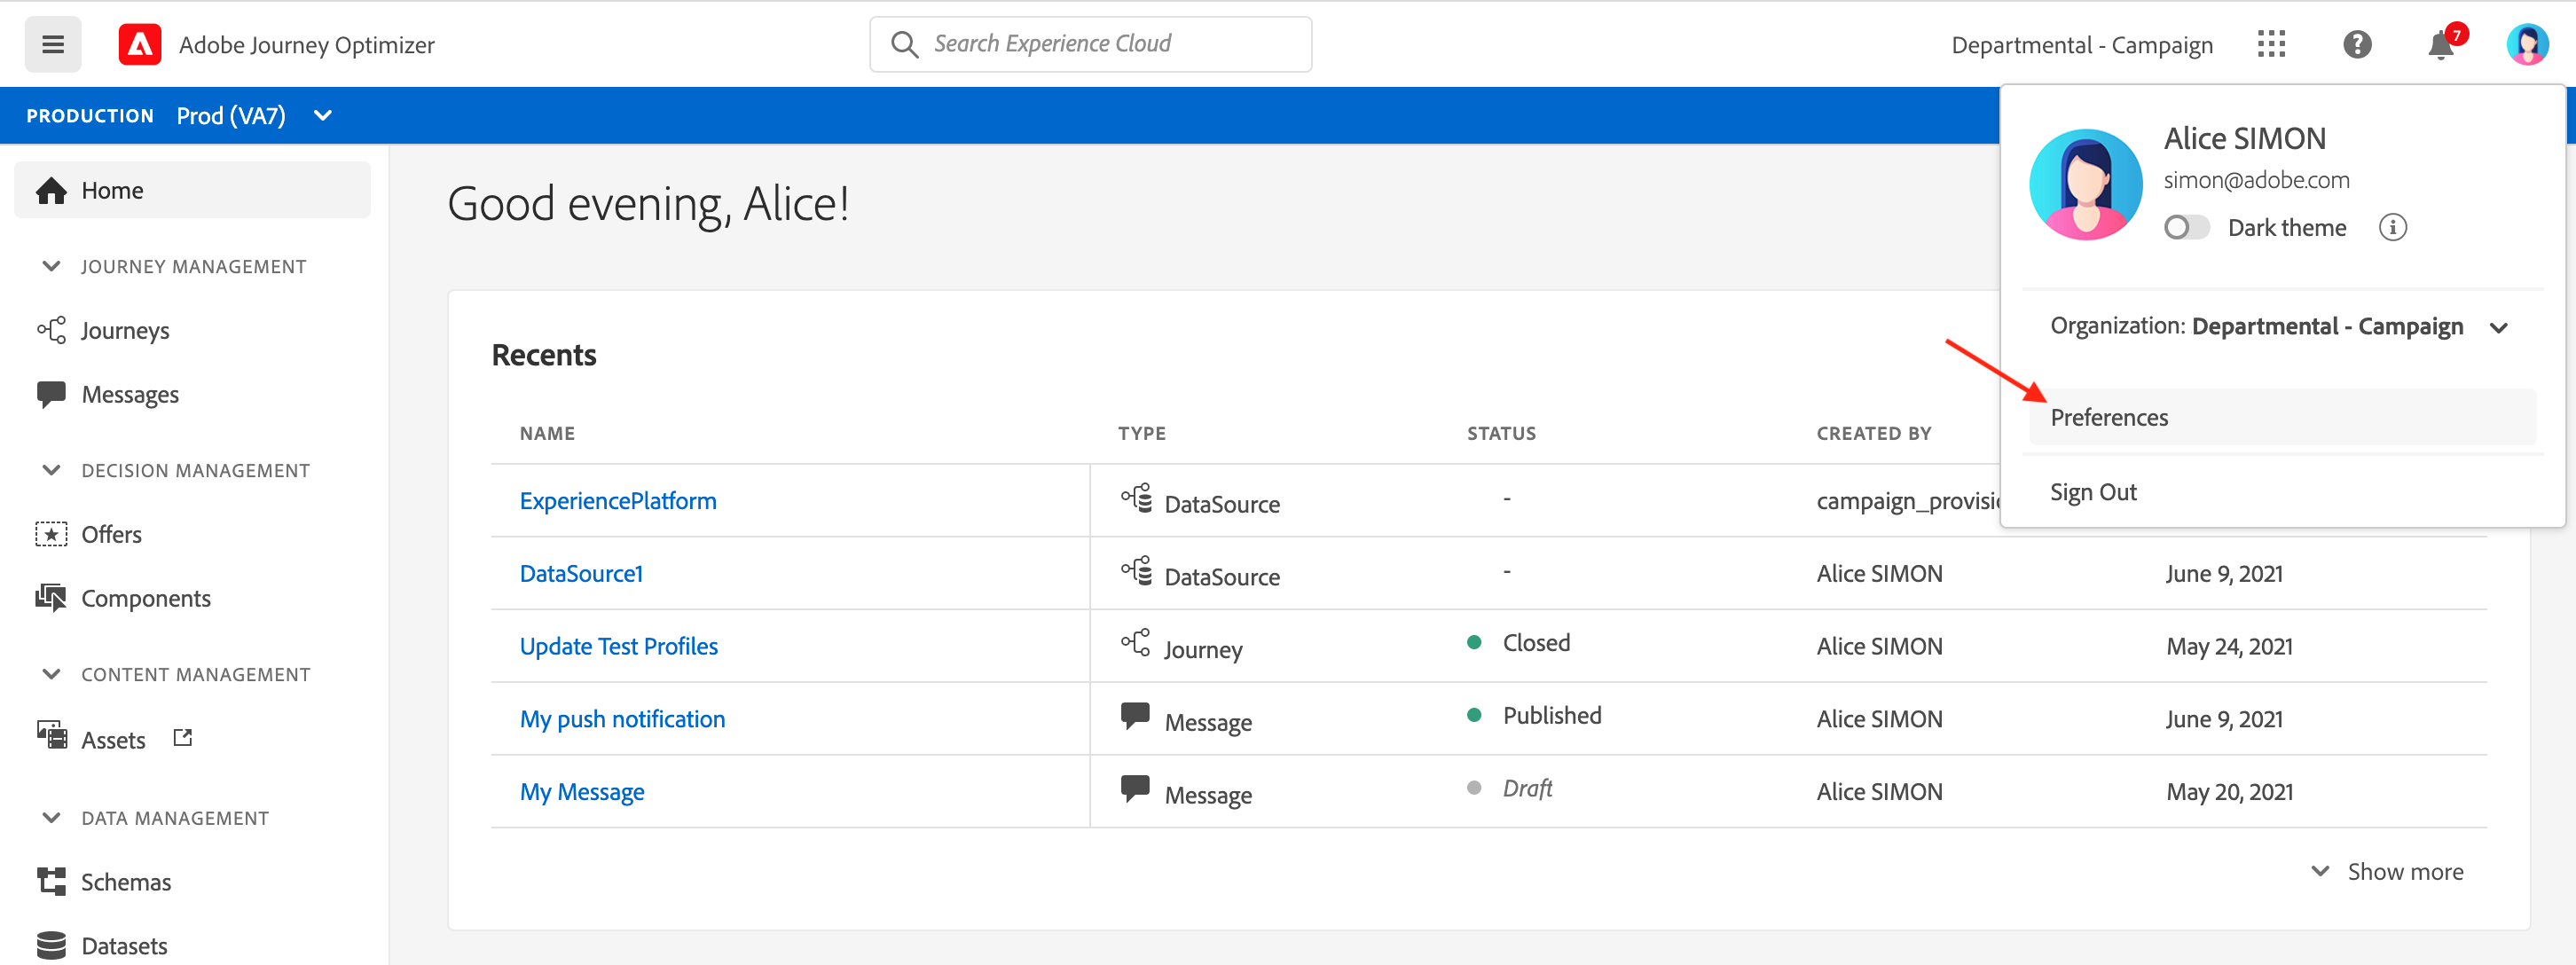 Adobe Journey Optimizer
Search Experience Cloud
Departmental - Campaign
7
PRODUCTION Prod (VA7)
Alice SIMON
simon@adobe.com
Dark theme
Organization: Departmental - Campaign
Preferences
Sign Out
Home
JOURNEY MANAGEMENT
Journeys
Messages
DECISION MANAGEMENT
Offers
Components
CONTENT MANAGEMENT
Assets
DATA MANAGEMENT
Schemas
Datasets
Good evening, Alice!
Recents
NAME TYPE STATUS CREATED BY
ExperiencePlatform DataSource - campaign_provisi
DataSource1 DataSource - Alice SIMON June 9, 2021
Update Test Profiles Journey Closed Alice SIMON May 24, 2021
My push notification Message Published Alice SIMON June 9, 2021
My Message Message Draft Alice SIMON May 20, 2021
Show more